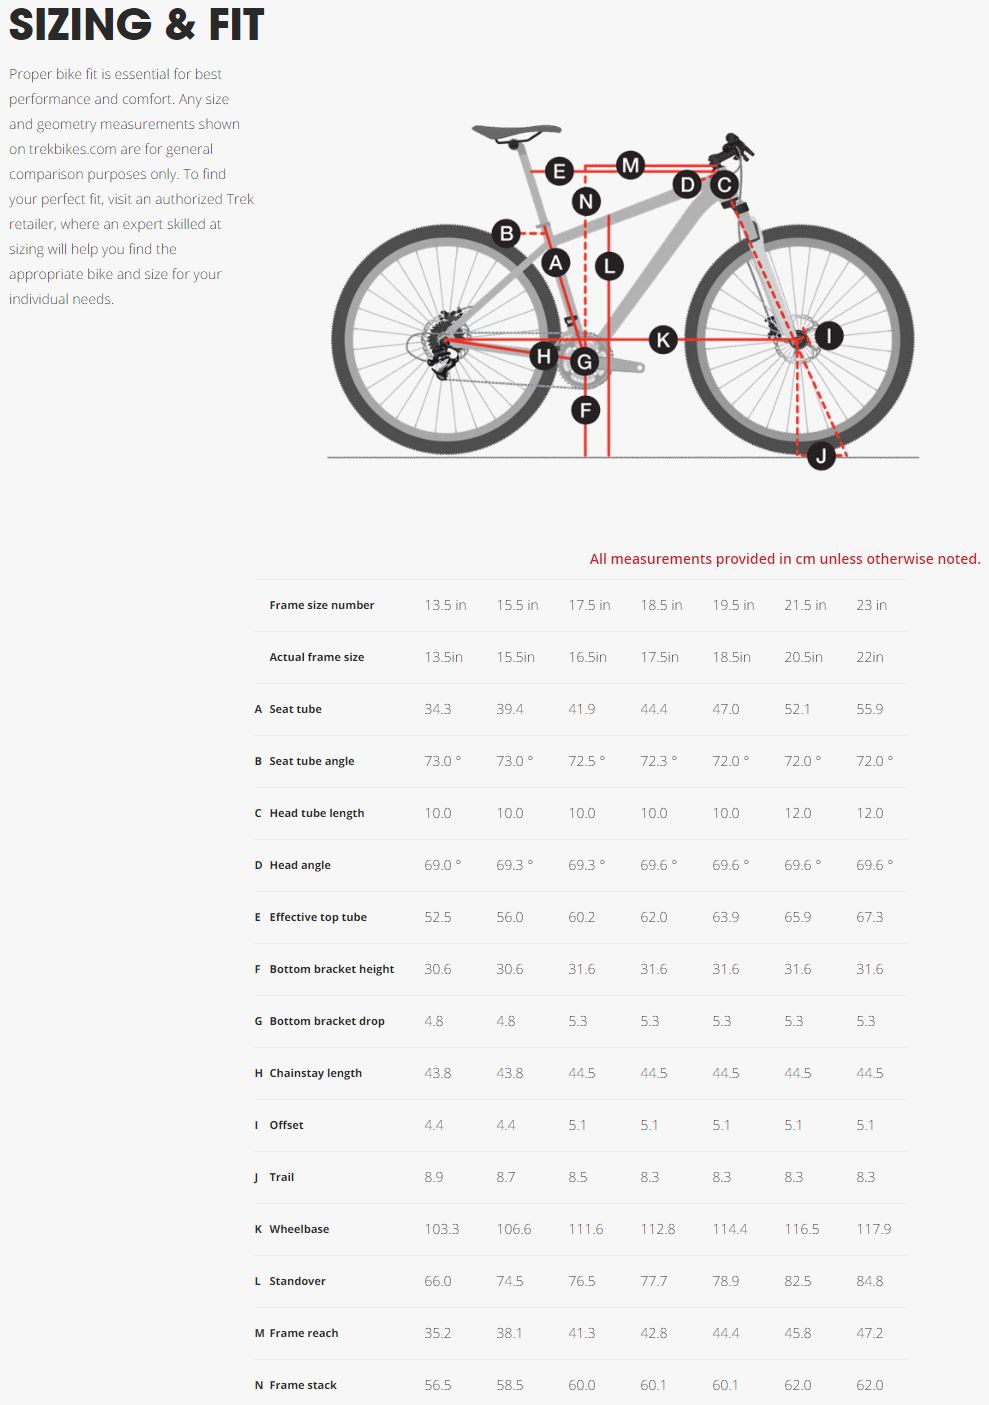 SIZING & FIT
Proper bike fit is essential for best
performance and comfort. Any size
and geometry measurements shown
on trekbikes.com are for general
comparison purposes only. To find
your perfect fit, visit an authorized Trek
retailer, where an expert skilled at
sizing will help you find the
appropriate bike and size for your
individual needs.
E M
D C
N
B
A L
K I
H G
F
J
All measurements provided in cm unless otherwise noted.
Frame size number 13.5 in 15.5 in 17.5 in 18.5 in 19.5 in 21.5 in 23 in
Actual frame size 13.5in 15.5in 16.5in 17.5in 18.5in 20.5in 22in
A Seat tube 34.3 39.4 41.9 44.4 47.0 52.1 55.9
B Seat tube angle 73.0 ° 73.0 ° 72.5 ° 72.3 ° 72.0 ° 72.0 ° 72.0 °
C Head tube length 10.0 10.0 10.0 10.0 10.0 12.0 12.0
D Head angle 69.0 ° 69.3 ° 69.3 ° 69.6 ° 69.6 ° 69.6 ° 69.6 °
E Effective top tube 52.5 56.0 60.2 62.0 63.9 65.9 67.3
F Bottom bracket height 30.6 30.6 31.6 31.6 31.6 31.6 31.6
G Bottom bracket drop 4.8 4.8 5.3 5.3 5.3 5.3 5.3
H Chainstay length 43.8 43.8 44.5 44.5 44.5 44.5 44.5
I Offset 4.4 4.4 5.1 5.1 5.1 5.1 5.1
J Trail 8.9 8.7 8.5 8.3 8.3 8.3 8.3
K Wheelbase 103.3 106.6 111.6 112.8 114.4 116.5 117.9
L Standover 66.0 74.5 76.5 77.7 78.9 82.5 84.8
M Frame reach 35.2 38.1 41.3 42.8 44.4 45.8 47.2
N Frame stack 56.5 58.5 60.0 60.1 60.1 62.0 62.0